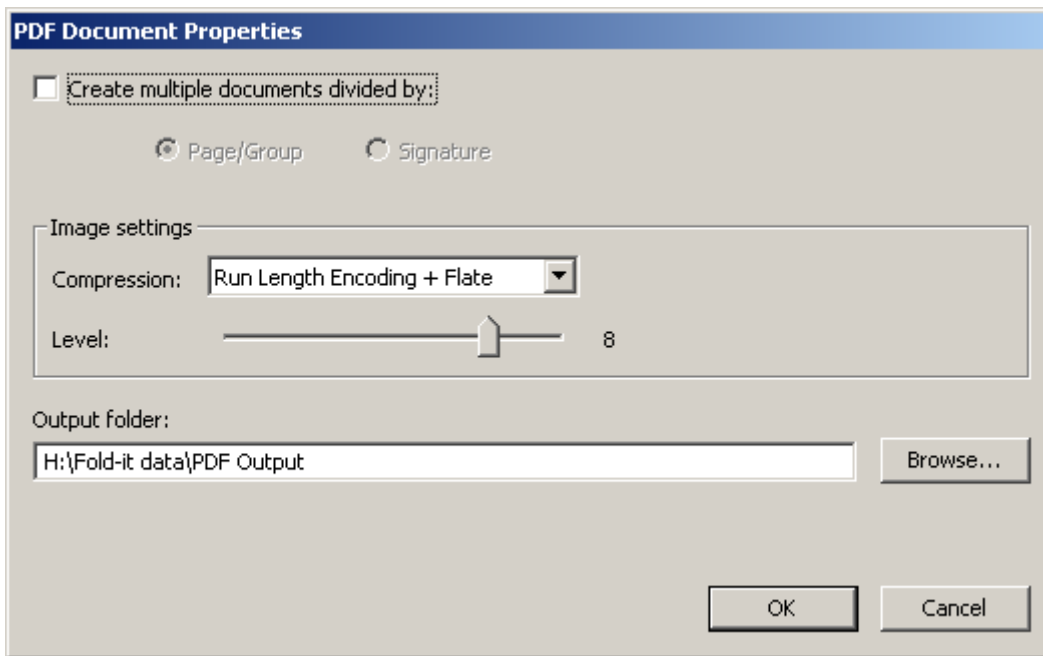 PDF Document Properties
Create multiple documents divided by:
Page/Group Signature
Image settings
Compression: Run Length Encoding + Flate
Level: 8
Output folder:
H:\Fold-it data\PDF Output Browse...
OK Cancel